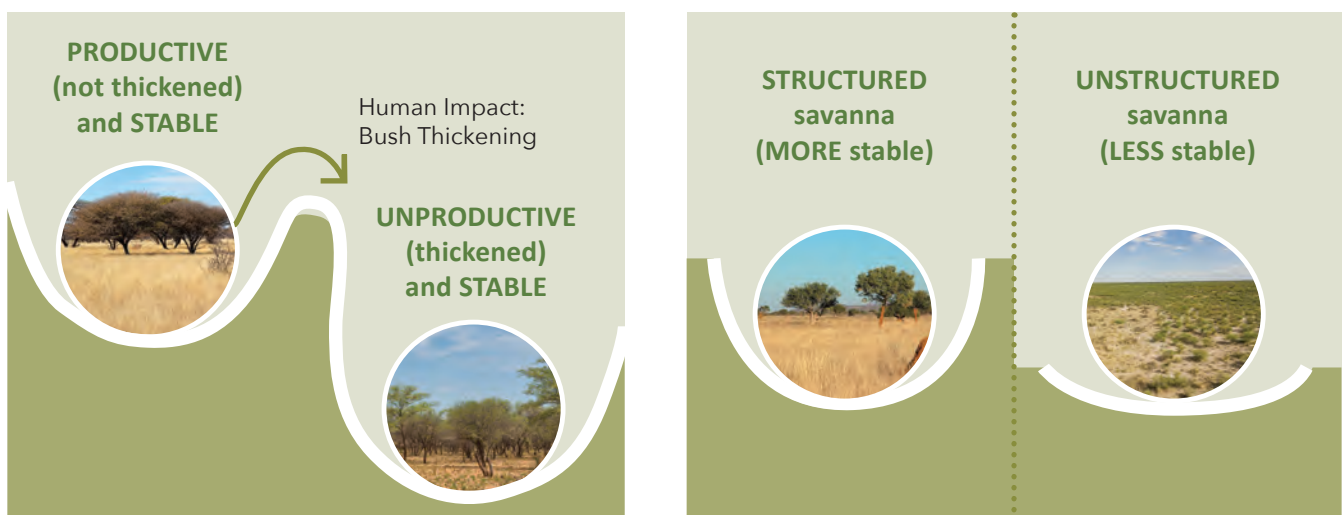 PRODUCTIVE
(not thickened)
and STABLE
Human Impact:
Bush Thickening
UNPRODUCTIVE
(thickened)
and STABLE
STRUCTURED
savanna
(MORE stable)
UNSTRUCTURED
savanna
(LESS stable)